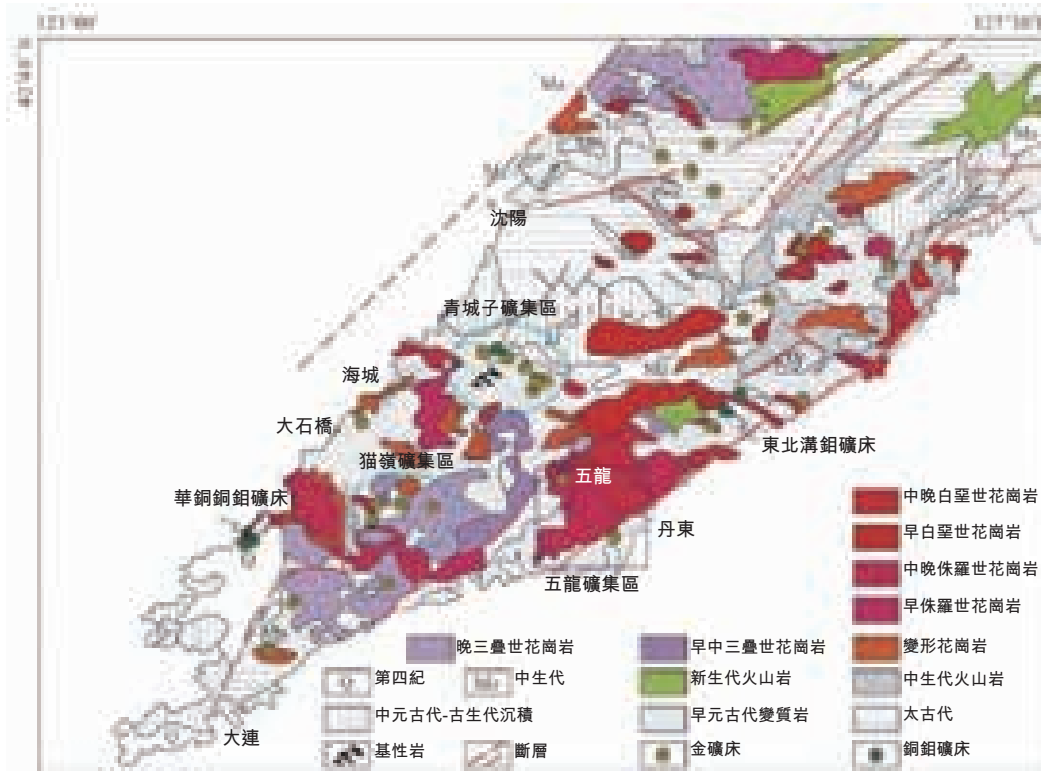 沈陽
青城子礦集區
海城
大石橋
猫嶺礦集區
東北溝鉬礦床
華銅銅鉬礦床
五龍
丹東
五龍礦集區
大連
中晚白堊世花崗岩
早白堊世花崗岩
中晚侏羅世花崗岩
早侏羅世花崗岩
晚三疊世花崗岩
早中三疊世花崗岩
變形花崗岩
第四紀
中生代
新生代火山岩
中生代火山岩
中元古代-古生代沉積
早元古代變質岩
太古代
基性岩
斷層
金礦床
銅鉬礦床